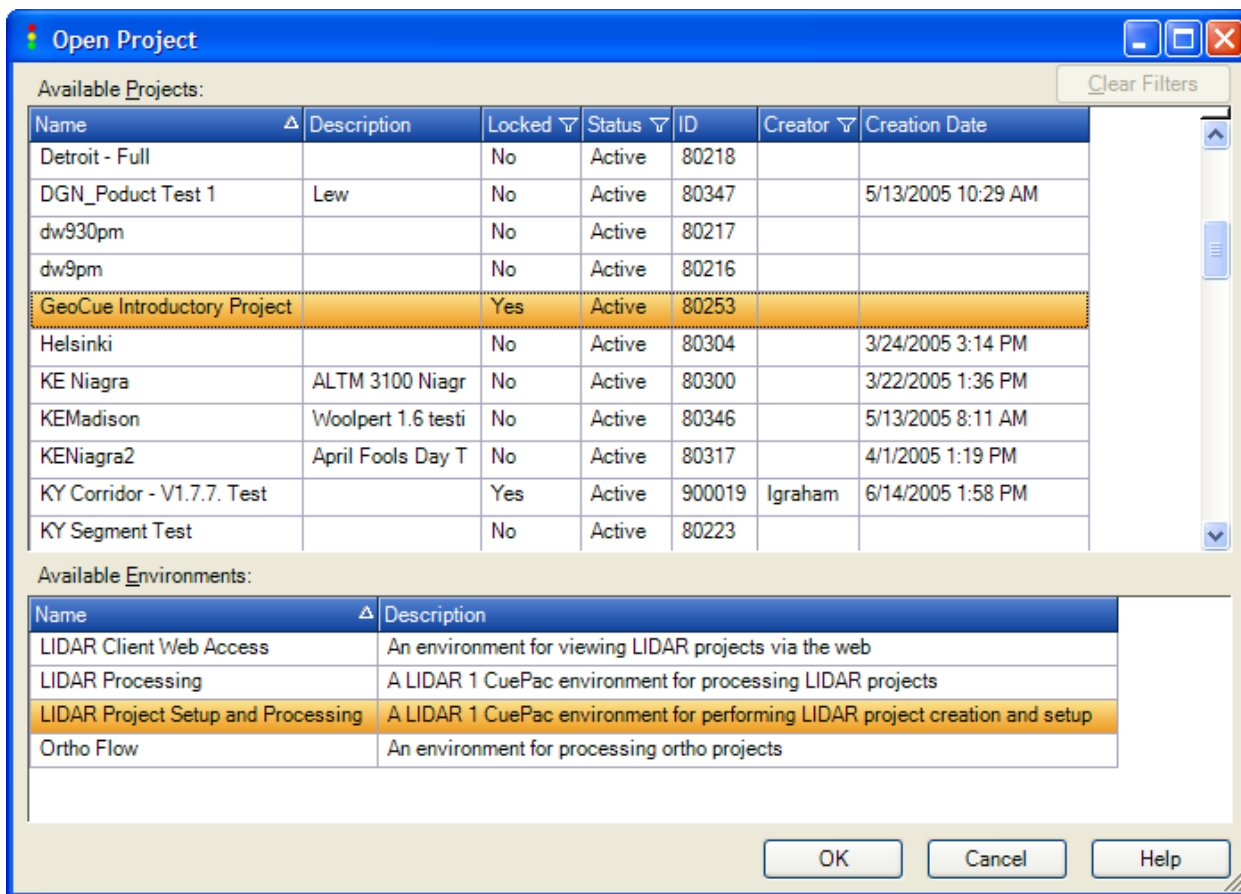 Open Project
Available Projects:
Clear Filters
Name Description Locked Status ID Creator Creation Date
Detroit - Full No Active 80218
DGN_Poduct Test 1 Lew No Active 80347 5/13/2005 10:29 AM
dw930pm No Active 80217
dw9pm No Active 80216
GeoCue Introductory Project Yes Active 80253
Helsinki No Active 80304 3/24/2005 3:14 PM
KE Niagra ALTM 3100 Niagr No Active 80300 3/22/2005 1:36 PM
KEMadison Woolpert 1.6 testi No Active 80346 5/13/2005 8:11 AM
KENiagra2 April Fools Day T No Active 80317 4/1/2005 1:19 PM
KY Corridor - V1.7.7. Test Yes Active 900019 lgraham 6/14/2005 1:58 PM
KY Segment Test No Active 80223
Available Environments:
Name Description
LIDAR Client Web Access An environment for viewing LIDAR projects via the web
LIDAR Processing A LIDAR 1 CuePac environment for processing LIDAR projects
LIDAR Project Setup and Processing A LIDAR 1 CuePac environment for performing LIDAR project creation and setup
Ortho Flow An environment for processing ortho projects
OK Cancel Help